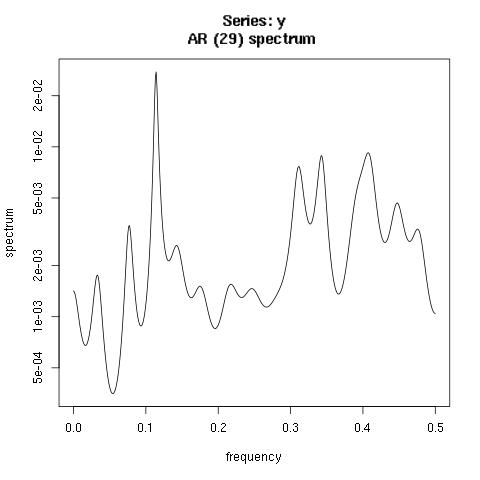 Series: y
AR (29) spectrum
2e-02
1e-02
5e-03
2e-03
1e-03
5e-04
spectrum
0.0 0.1 0.2 0.3 0.4 0.5
frequency